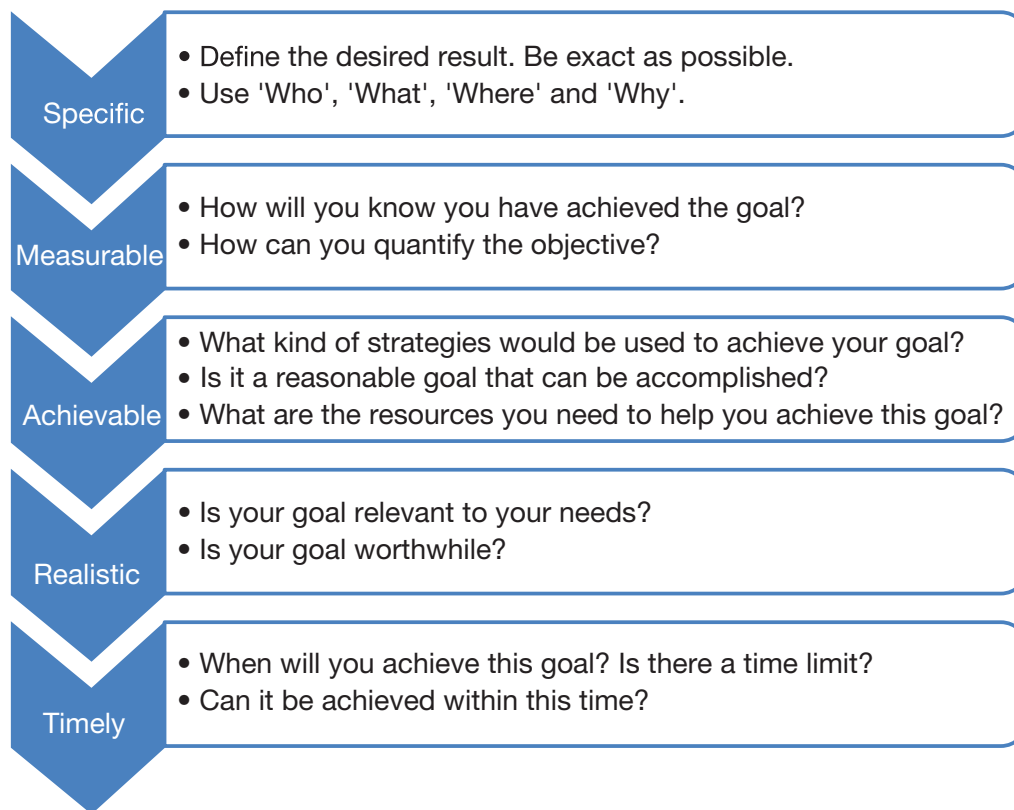 Specific
• Define the desired result. Be exact as possible.
• Use 'Who', 'What', 'Where' and 'Why'.
Measurable
• How will you know you have achieved the goal?
• How can you quantify the objective?
Achievable
• What kind of strategies would be used to achieve your goal?
• Is it a reasonable goal that can be accomplished?
• What are the resources you need to help you achieve this goal?
Realistic
• Is your goal relevant to your needs?
• Is your goal worthwhile?
Timely
• When will you achieve this goal? Is there a time limit?
• Can it be achieved within this time?